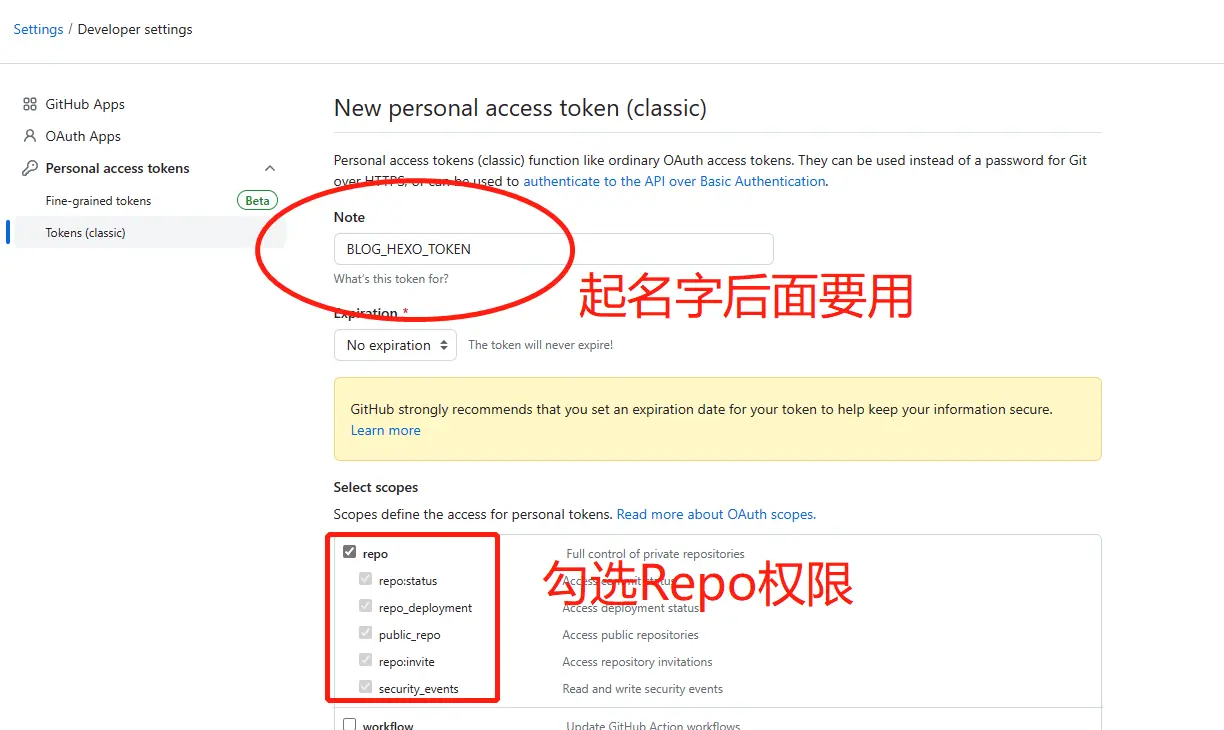 Settings / Developer settings
GitHub Apps
OAuth Apps
Personal access tokens
Fine-grained tokens Beta
Tokens (classic)
New personal access token (classic)
Personal access tokens (classic) function like ordinary OAuth access tokens. They can be used instead of a password for Git
over HTTPS, or can be used to authenticate to the API over Basic Authentication.
Note
BLOG_HEXO_TOKEN
What's this token for?
起名字后面要用
Expiration *
No expiration The token will never expire!
GitHub strongly recommends that you set an expiration date for your token to help keep your information secure.
Learn more
Select scopes
Scopes define the access for personal tokens. Read more about OAuth scopes.
repo Full control of private repositories
repo:status Access commit status
勾选Repo权限
repo_deployment Access deployment status
public_repo Access public repositories
repo:invite Access repository invitations
security_events Read and write security events
workflow Update GitHub Action workflows